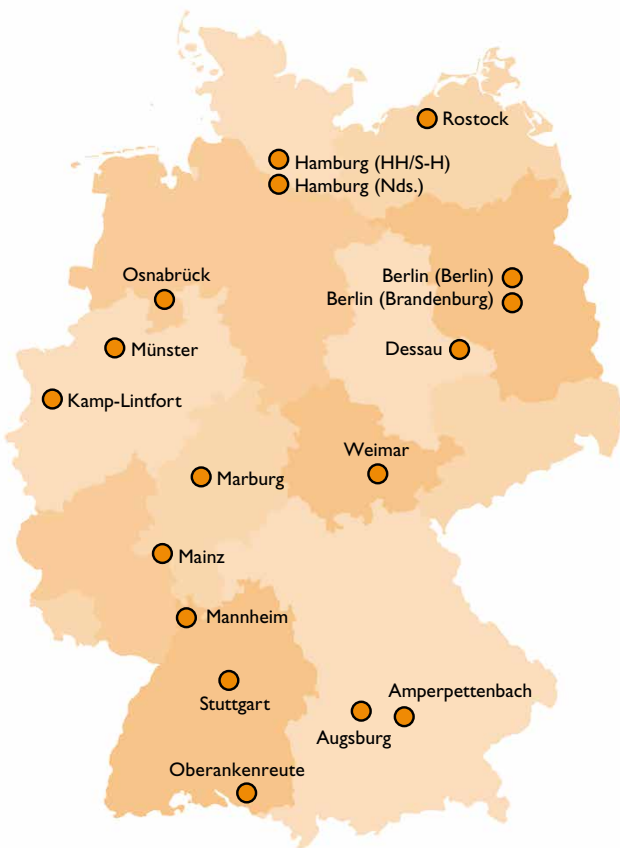 Rostock
Hamburg (HH/S-H)
Hamburg (Nds.)
Berlin (Berlin)
Osnabrück
Berlin (Brandenburg)
Münster
Dessau
Kamp-Lintfort
Weimar
Marburg
Mainz
Mannheim
Stuttgart
Amperpettenbach
Augsburg
Oberankenreute